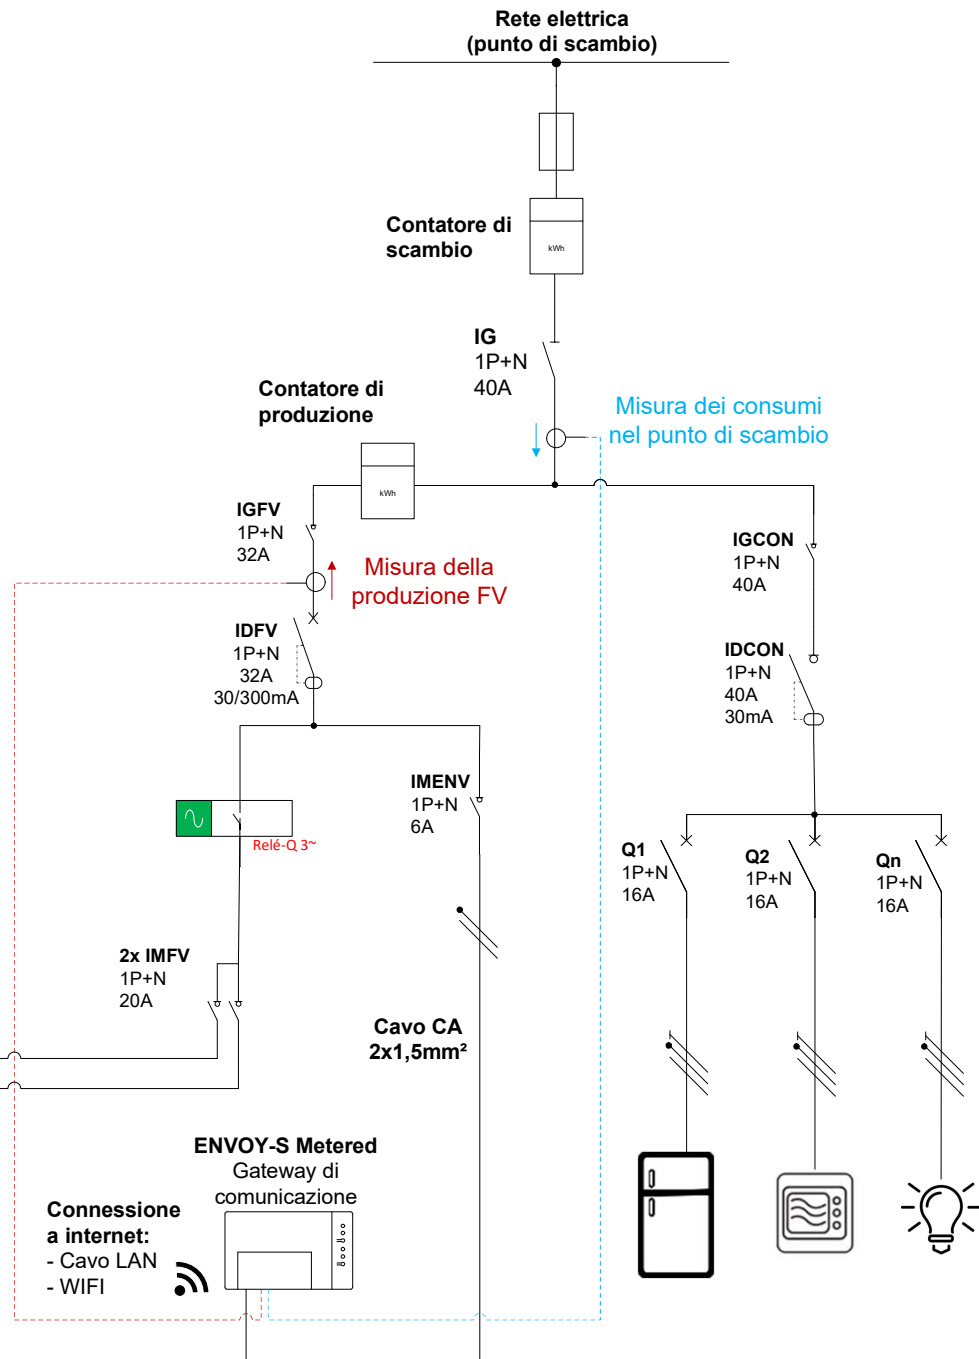 Rete elettrica
(punto di scambio)
Contatore di
scambio
kWh
IG
1P+N
40A
Contatore di
produzione
Misura dei consumi
nel punto di scambio
kWh
IGFV
1P+N
32A
IGCON
1P+N
40A
Misura della
produzione FV
IDFV
1P+N
32A
30/300mA
IDCON
1P+N
40A
30mA
IMENV
1P+N
6A
Relé-Q 3~
Q1
1P+N
16A
Q2
1P+N
16A
Qn
1P+N
16A
2x IMFV
1P+N
20A
Cavo CA
2x1,5mm²
ENVOY-S Metered
Gateway di
comunicazione
Connessione
a internet:
- Cavo LAN
- WIFI